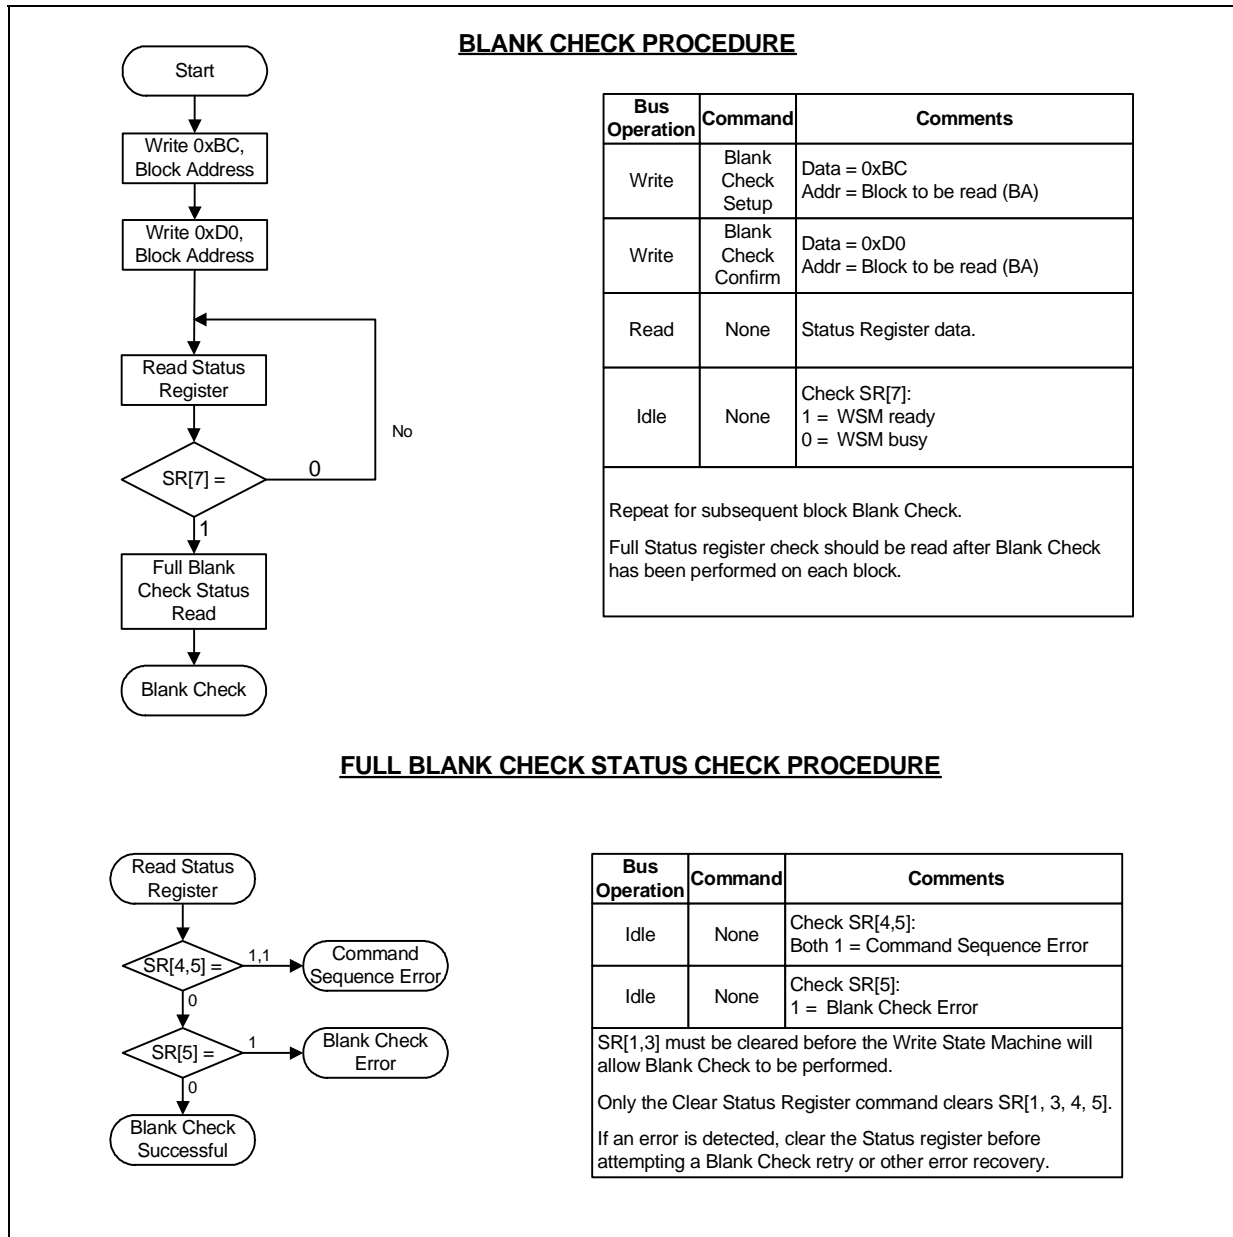 BLANK CHECK PROCEDURE
Start
Write 0xBC,
Block Address
Write 0xD0,
Block Address
Read Status
Register
No
SR[7] =
0
1
Full Blank
Check Status
Read
Blank Check
Bus
Operation
Command
Comments
Write
Blank
Check
Setup
Data = 0xBC
Addr = Block to be read (BA)
Write
Blank
Check
Confirm
Data = 0xD0
Addr = Block to be read (BA)
Read
None
Status Register data.
Idle
None
Check SR[7]:
1 = WSM ready
0 = WSM busy
Repeat for subsequent block Blank Check.
Full Status register check should be read after Blank Check
has been performed on each block.
FULL BLANK CHECK STATUS CHECK PROCEDURE
Read Status
Register
SR[4,5] =
1,1
Command
Sequence Error
0
SR[5] =
1
Blank Check
Error
0
Blank Check
Successful
Bus
Operation
Command
Comments
Idle
None
Check SR[4,5]:
Both 1 = Command Sequence Error
Idle
None
Check SR[5]:
1 = Blank Check Error
SR[1,3] must be cleared before the Write State Machine will
allow Blank Check to be performed.
Only the Clear Status Register command clears SR[1, 3, 4, 5].
If an error is detected, clear the Status register before
attempting a Blank Check retry or other error recovery.